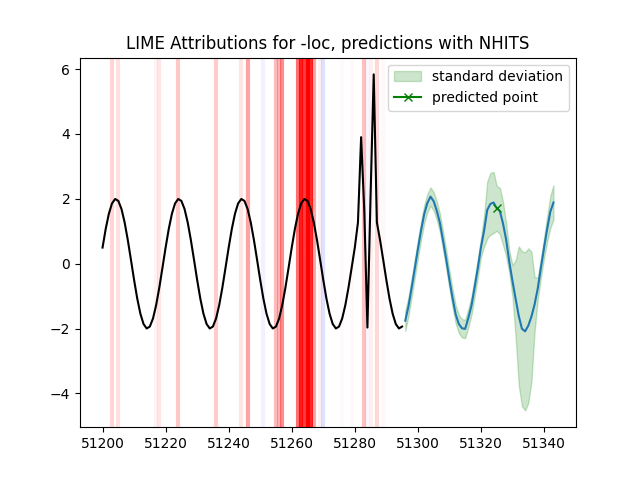 LIME Attributions for -loc, predictions with NHITS
standard deviation
predicted point
6
4
2
0
−2
−4
51200 51220 51240 51260 51280 51300 51320 51340